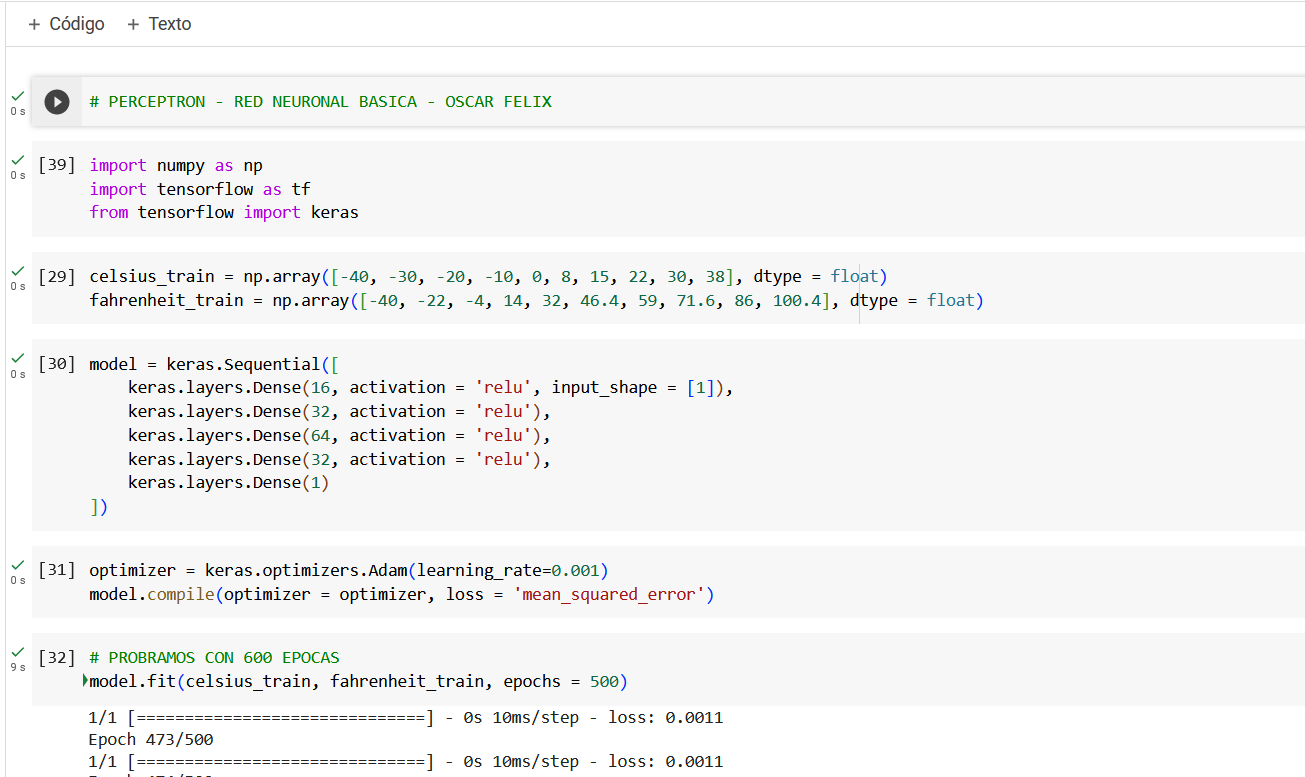 + Código + Texto
0 s
# PERCEPTRON - RED NEURONAL BASICA - OSCAR FELIX
0 s
[39] import numpy as np
import tensorflow as tf
from tensorflow import keras
0 s
[29] celsius_train = np.array([-40, -30, -20, -10, 0, 8, 15, 22, 30, 38], dtype = float)
fahrenheit_train = np.array([-40, -22, -4, 14, 32, 46.4, 59, 71.6, 86, 100.4], dtype = float)
0 s
[30] model = keras.Sequential([
keras.layers.Dense(16, activation = 'relu', input_shape = [1]),
keras.layers.Dense(32, activation = 'relu'),
keras.layers.Dense(64, activation = 'relu'),
keras.layers.Dense(32, activation = 'relu'),
keras.layers.Dense(1)
])
0 s
[31] optimizer = keras.optimizers.Adam(learning_rate=0.001)
model.compile(optimizer = optimizer, loss = 'mean_squared_error')
9 s
[32] # PROBRAMOS CON 600 EPOCAS
model.fit(celsius_train, fahrenheit_train, epochs = 500)
1/1 [==============================] - 0s 10ms/step - loss: 0.0011
Epoch 473/500
1/1 [==============================] - 0s 10ms/step - loss: 0.0011